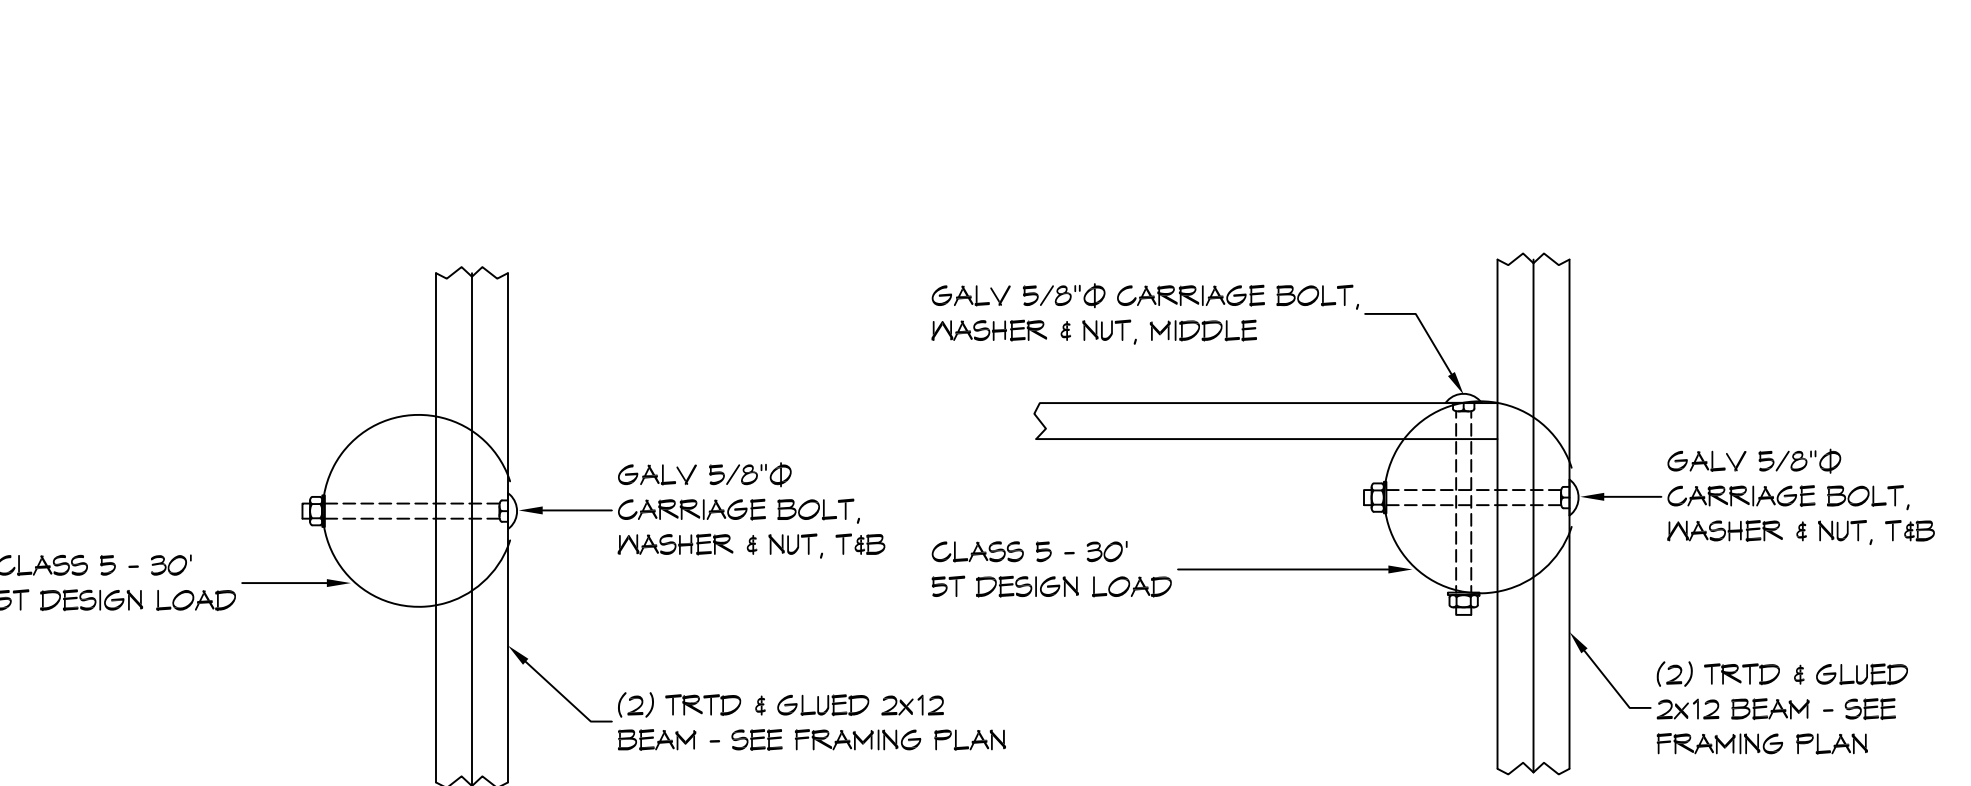 GALV 5/8"Φ
CARRIAGE BOLT,
WASHER & NUT, T&B
CLASS 5 - 30'
5T DESIGN LOAD
(2) TRTD & GLUED 2x12
BEAM - SEE FRAMING PLAN
GALV 5/8"Φ CARRIAGE BOLT,
WASHER & NUT, MIDDLE
GALV 5/8"Φ
CARRIAGE BOLT,
WASHER & NUT, T&B
CLASS 5 - 30'
5T DESIGN LOAD
(2) TRTD & GLUED
2x12 BEAM - SEE
FRAMING PLAN